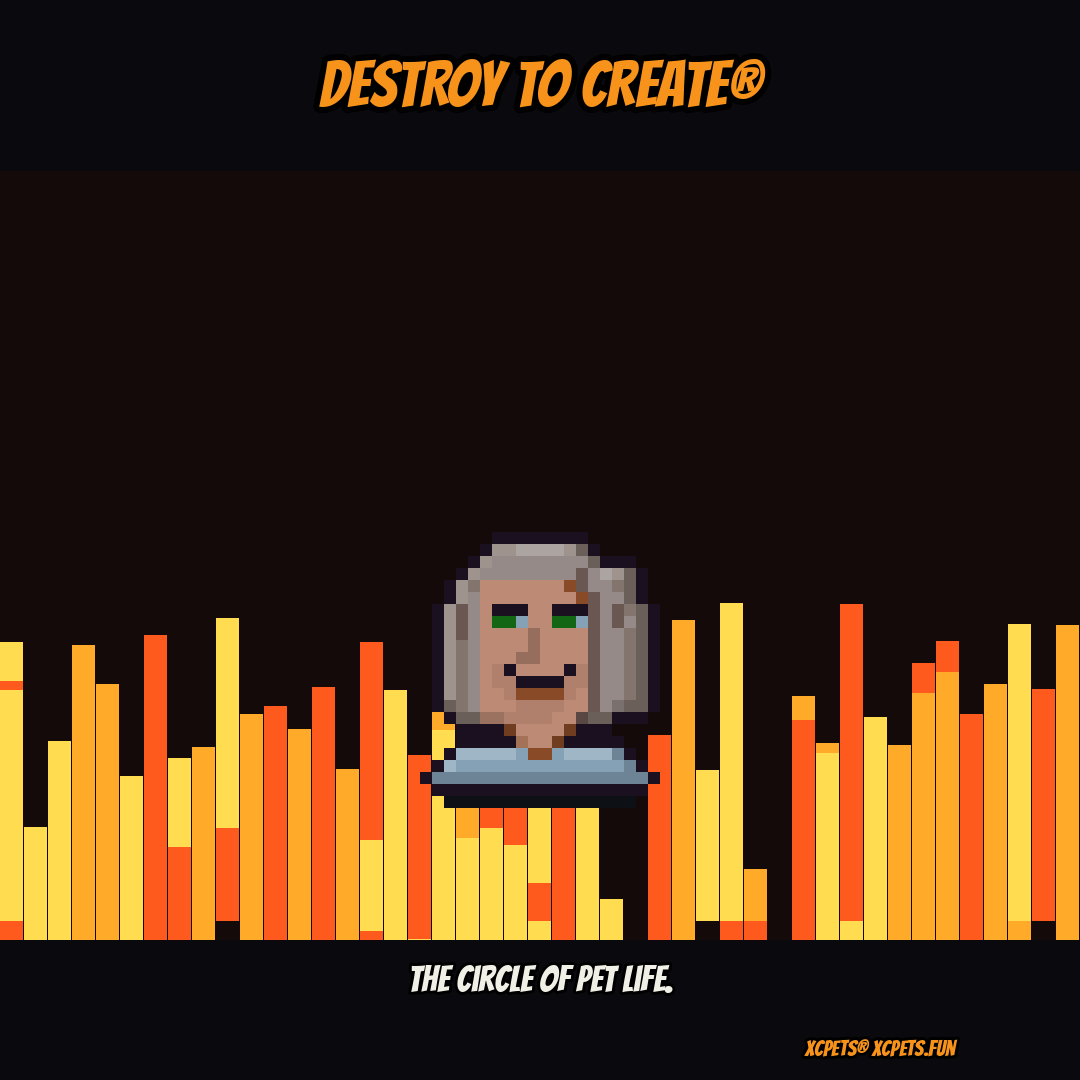 DESTROY TO CREATE®
THE CIRCLE OF PET LIFE.
XCPETS® XCPETS.FUN